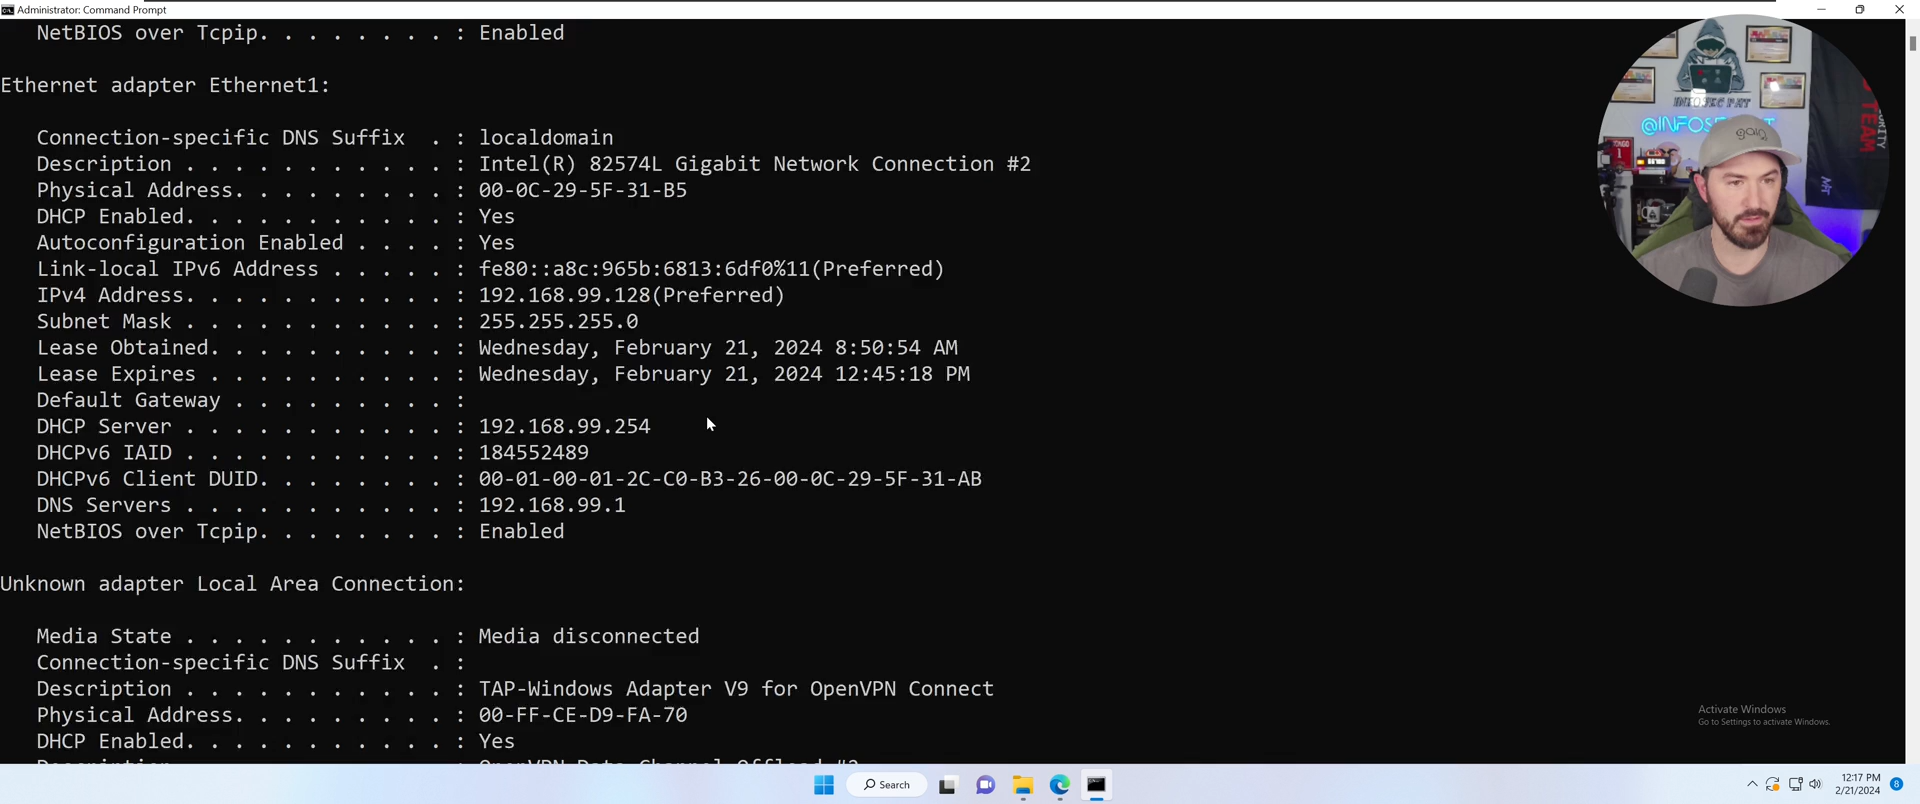 Administrator: Command Prompt
NetBIOS over Tcpip. . . . . . . . : Enabled
Ethernet adapter Ethernet1:
Connection-specific DNS Suffix . : localdomain
Description . . . . . . . . . . . : Intel(R) 82574L Gigabit Network Connection #2
Physical Address. . . . . . . . . : 00-0C-29-5F-31-B5
DHCP Enabled. . . . . . . . . . . : Yes
Autoconfiguration Enabled . . . . : Yes
Link-local IPv6 Address . . . . . : fe80::a8c:965b:6813:6df0%11(Preferred)
IPv4 Address. . . . . . . . . . . : 192.168.99.128(Preferred)
Subnet Mask . . . . . . . . . . . : 255.255.255.0
Lease Obtained. . . . . . . . . . : Wednesday, February 21, 2024 8:50:54 AM
Lease Expires . . . . . . . . . . : Wednesday, February 21, 2024 12:45:18 PM
Default Gateway . . . . . . . . . :
DHCP Server . . . . . . . . . . . : 192.168.99.254
DHCPv6 IAID . . . . . . . . . . . : 184552489
DHCPv6 Client DUID. . . . . . . . : 00-01-00-01-2C-C0-B3-26-00-0C-29-5F-31-AB
DNS Servers . . . . . . . . . . . : 192.168.99.1
NetBIOS over Tcpip. . . . . . . . : Enabled
Unknown adapter Local Area Connection:
Media State . . . . . . . . . . . : Media disconnected
Connection-specific DNS Suffix . :
Description . . . . . . . . . . . : TAP-Windows Adapter V9 for OpenVPN Connect
Physical Address. . . . . . . . . : 00-FF-CE-D9-FA-70
DHCP Enabled. . . . . . . . . . . : Yes
INFOSEC PAT
TEAM
goin
Activate Windows
Go to Settings to activate Windows.
Search
12:17 PM
2/21/2024
8